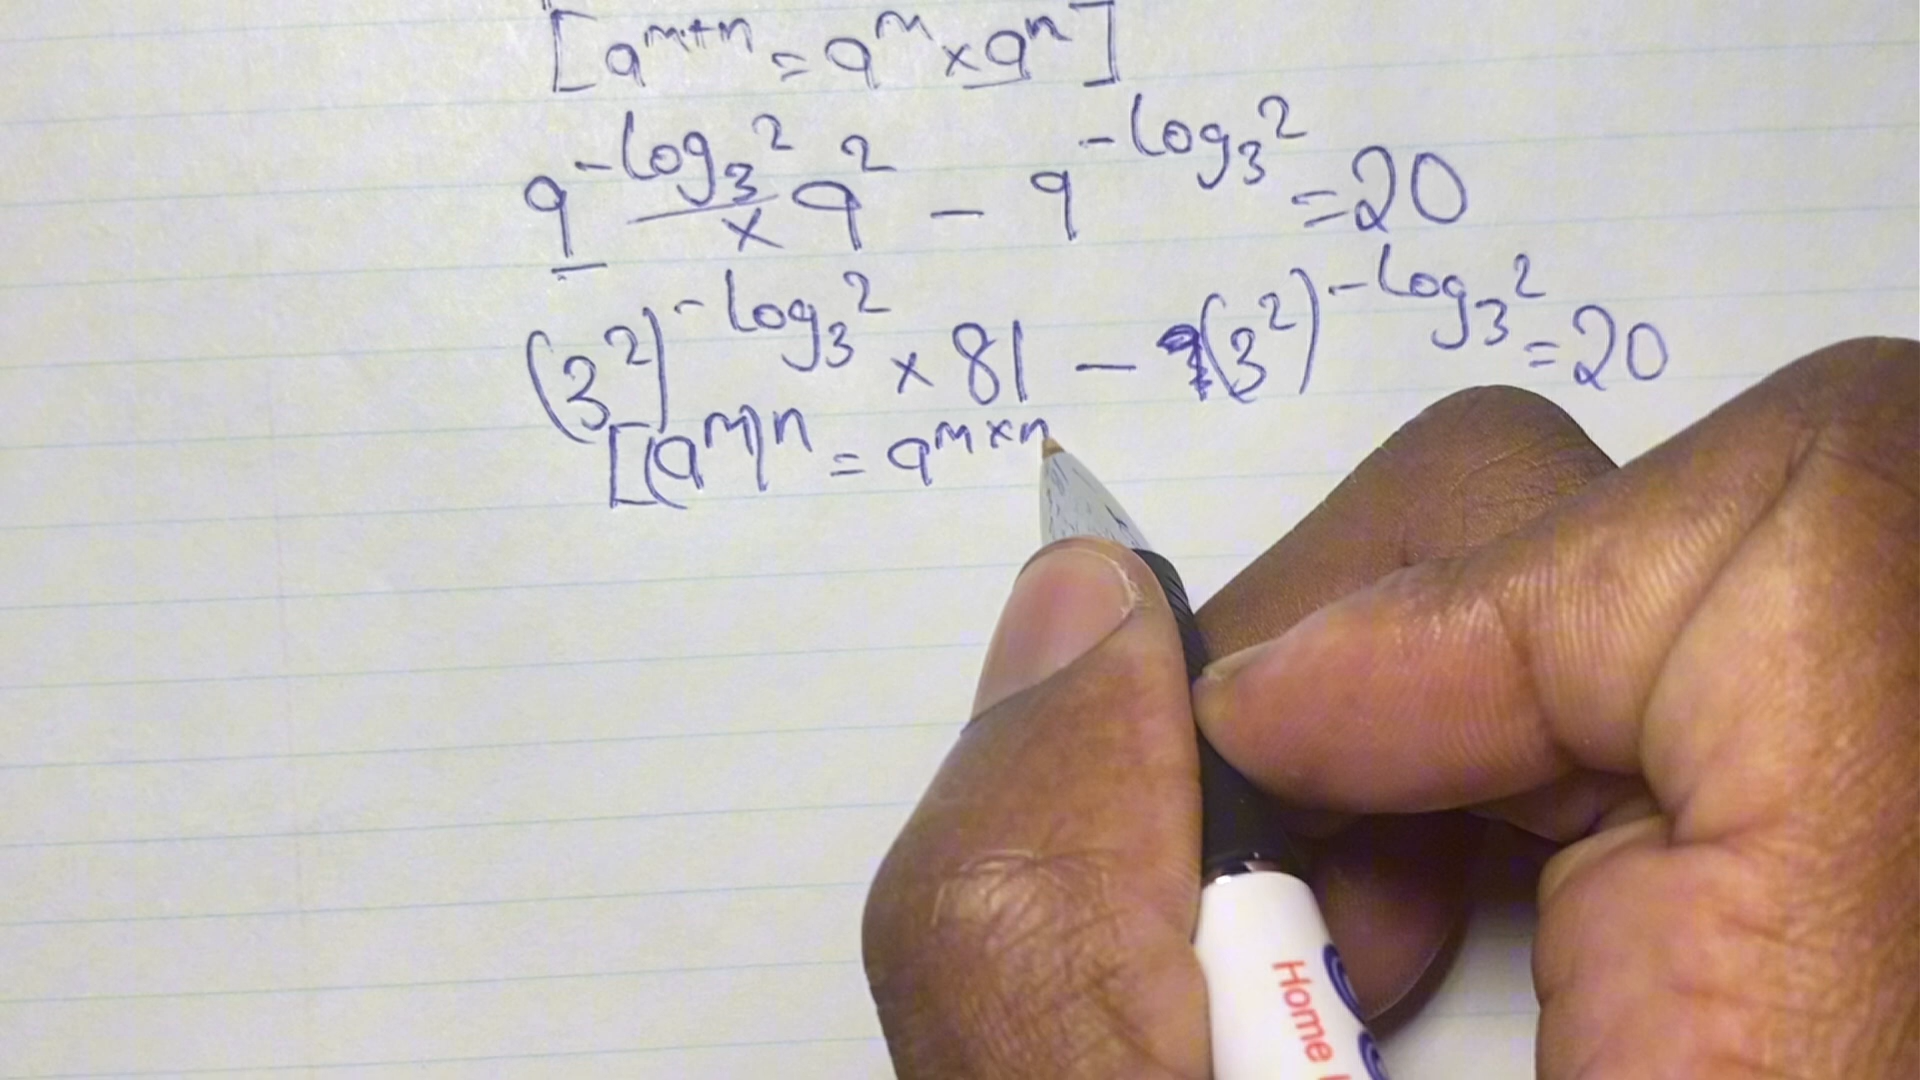 [a^{m+n} = a^m × a^n]
9^{-log_3 2} × 9^2 - 9^{-log_3 2} = 20
(3^2)^{-log_3 2} × 81 - (3^2)^{-log_3 2} = 20
[(a^m)^n = a^{m×n}
Home